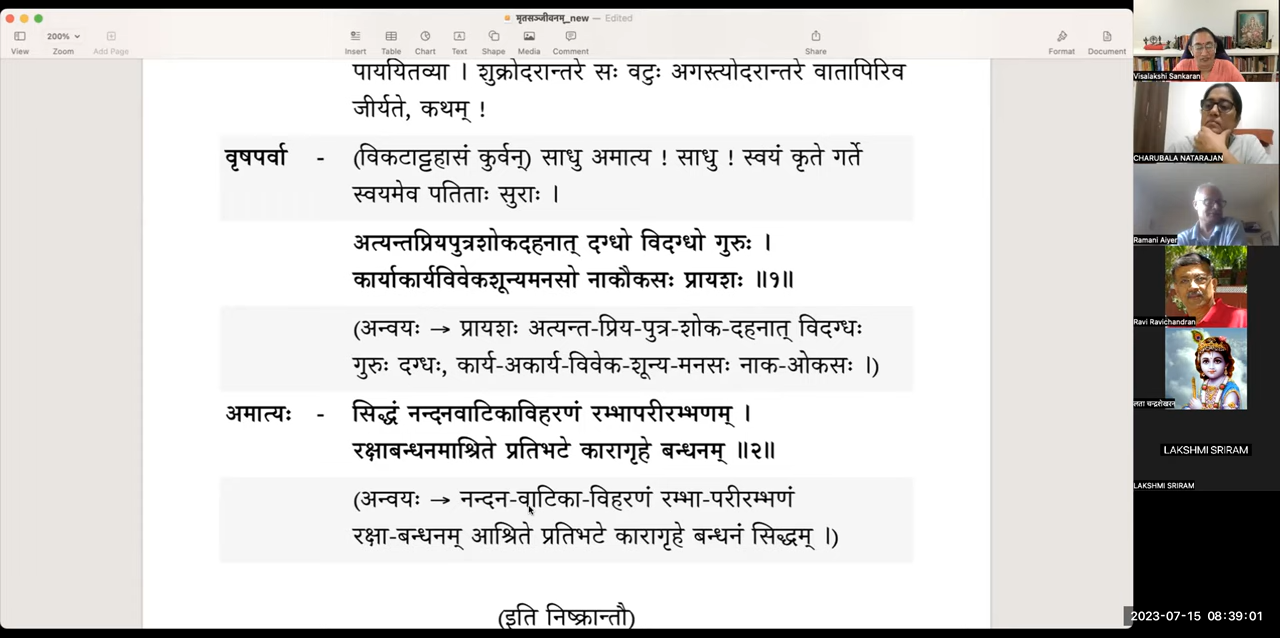 मृतसञ्जीवनम्_new — Edited
View
200%
Zoom
Add Page
Insert
Table
Chart
Text
Shape
Media
Comment
Share
Format
Document
पाययितव्या । शुक्रोदरान्तरे सः वटुः अगस्त्योदरान्तरे वातापिरिव
जीर्यते, कथम् !
वृषपर्वा - (विकटाट्टहासं कुर्वन्) साधु अमात्य ! साधु ! स्वयं कृते गर्ते
स्वयमेव पतिताः सुराः ।
अत्यन्तप्रियपुत्रशोकदहनात् दग्धो विदग्धो गुरुः ।
कार्याकार्यविवेकशून्यमनसो नाकौकसः प्रायशः ॥१॥
(अन्वयः → प्रायशः अत्यन्त-प्रिय-पुत्र-शोक-दहनात् विदग्धः
गुरुः दग्धः, कार्य-अकार्य-विवेक-शून्य-मनसः नाक-ओकसः ।)
अमात्यः - सिद्धं नन्दनवाटिकाविहरणं रम्भापरीरम्भणम् ।
रक्षाबन्धनमाश्रिते प्रतिभटे कारागृहे बन्धनम् ॥२॥
(अन्वयः → नन्दन-वाटिका-विहरणं रम्भा-परीरम्भणं
रक्षा-बन्धनम् आश्रिते प्रतिभटे कारागृहे बन्धनं सिद्धम् ।)
(इति निष्क्रान्तौ)
Visalakshi Sankaran
CHARUBALA NATARAJAN
Ramani Aiyer
Ravi Ravichandran
लता चन्द्रशेखरन
LAKSHMI SRIRAM
LAKSHMI SRIRAM
2023-07-15 08:39:01